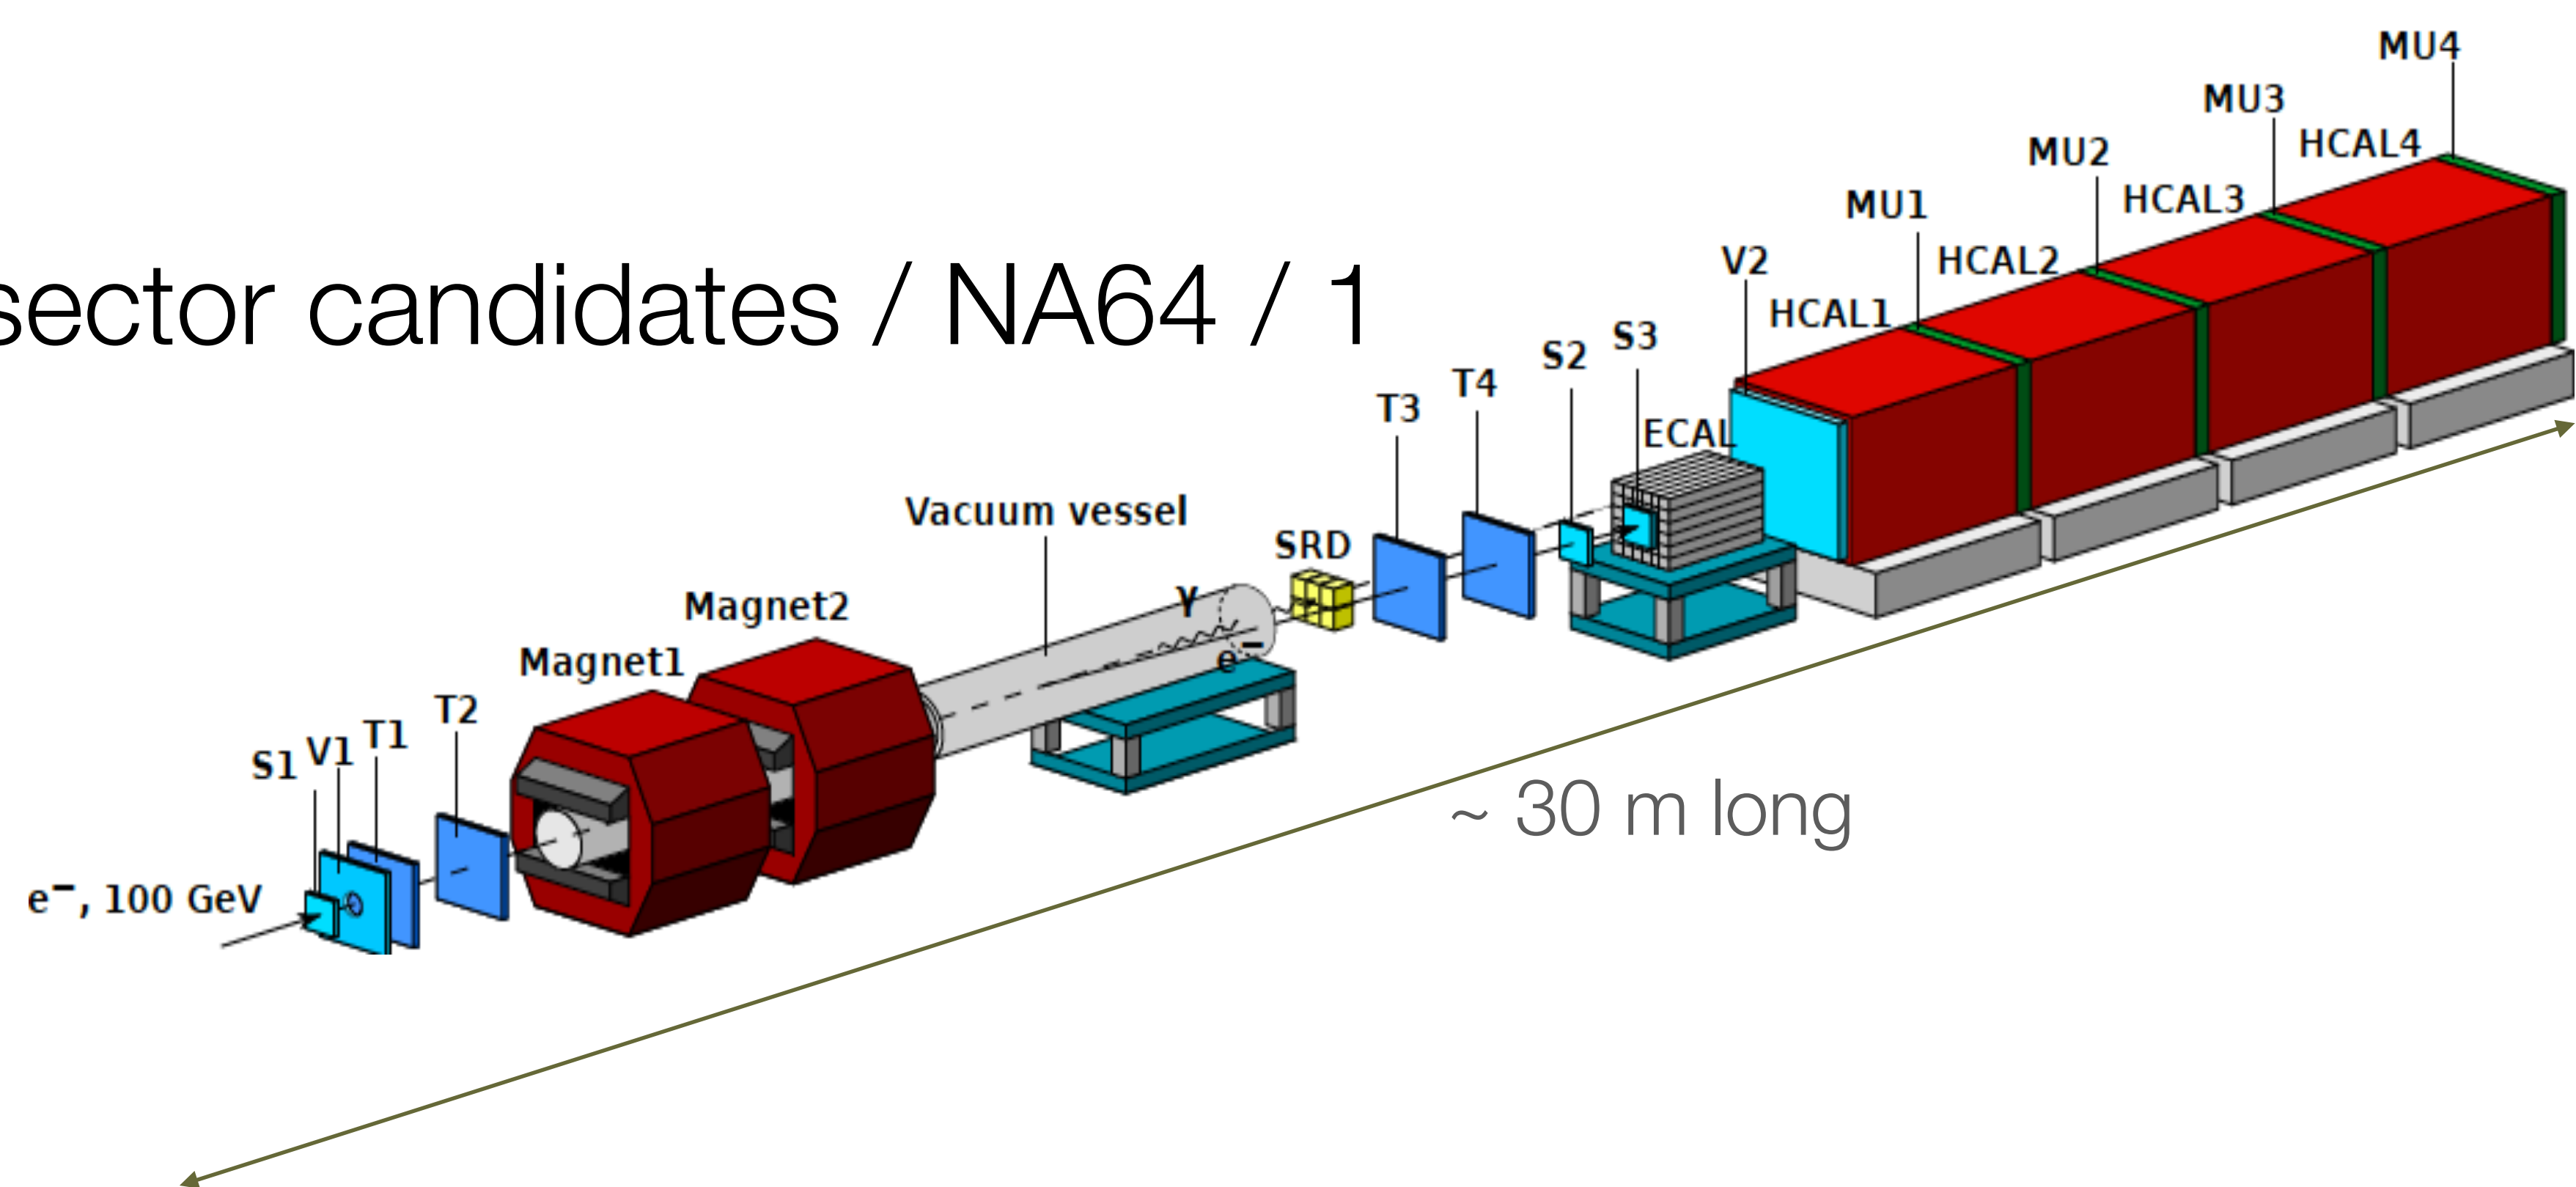 sector candidates / NA64 / 1
MU4
MU3
HCAL4
MU2
HCAL3
MU1
HCAL2
V2
HCAL1
S3
S2
T4
T3
ECAL
Vacuum vessel
SRD
γ
e−
Magnet2
Magnet1
T2
T1
V1
S1
e−, 100 GeV
~ 30 m long